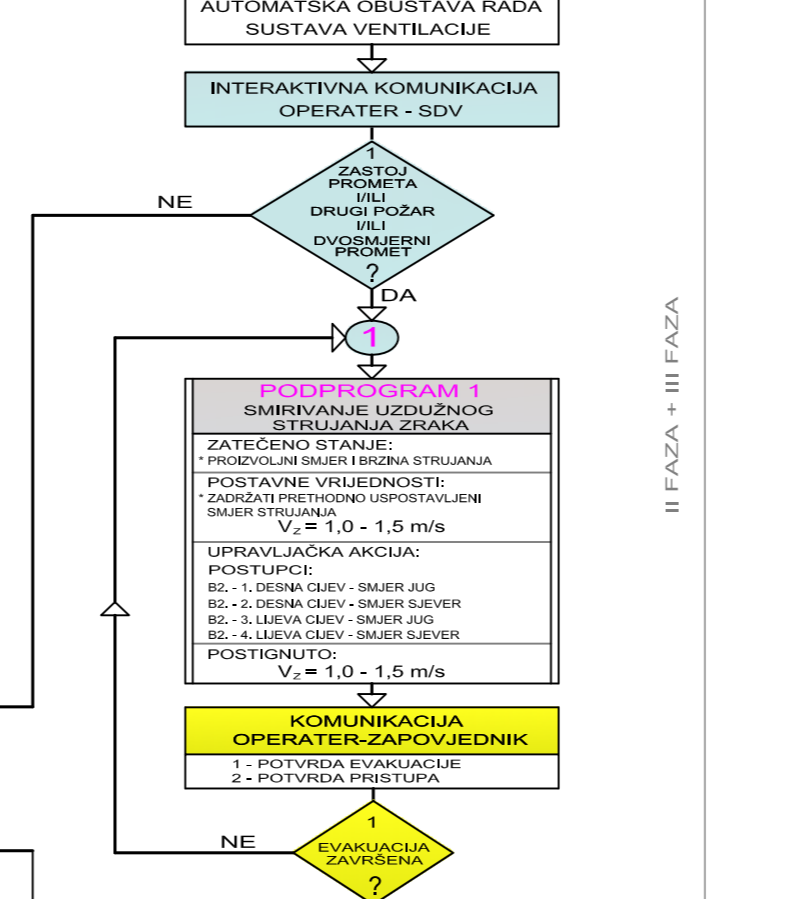 AUTOMATSKA OBUSTAVA RADA
SUSTAVA VENTILACIJE
INTERAKTIVNA KOMUNIKACIJA
OPERATER - SDV
1
ZASTOJ
PROMETA
I/ILI
DRUGI POŽAR
I/ILI
DVOSMJERNI
PROMET
?
NE
DA
1
PODPROGRAM 1
SMIRIVANJE UZDUŽNOG
STRUJANJA ZRAKA
ZATEČENO STANJE:
* PROIZVOLJNI SMJER I BRZINA STRUJANJA
POSTAVNE VRIJEDNOSTI:
* ZADRŽATI PRETHODNO USPOSTAVLJENI
SMJER STRUJANJA
Vz = 1,0 - 1,5 m/s
UPRAVLJAČKA AKCIJA:
POSTUPCI:
B2. - 1. DESNA CIJEV - SMJER JUG
B2. - 2. DESNA CIJEV - SMJER SJEVER
B2. - 3. LIJEVA CIJEV - SMJER JUG
B2. - 4. LIJEVA CIJEV - SMJER SJEVER
POSTIGNUTO:
Vz = 1,0 - 1,5 m/s
KOMUNIKACIJA
OPERATER-ZAPOVJEDNIK
1 - POTVRDA EVAKUACIJE
2 - POTVRDA PRISTUPA
1
EVAKUACIJA
ZAVRŠENA
?
NE
II FAZA + III FAZA